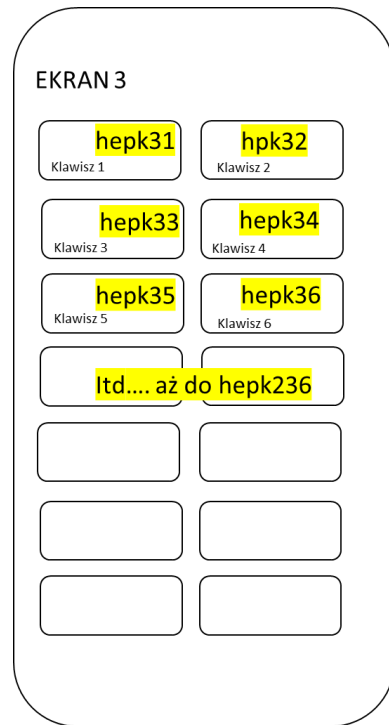 EKRAN 3
hepk31 hpk32
Klawisz 1 Klawisz 2
hepk33 hepk34
Klawisz 3 Klawisz 4
hepk35 hepk36
Klawisz 5 Klawisz 6
Itd.... aż do hepk236